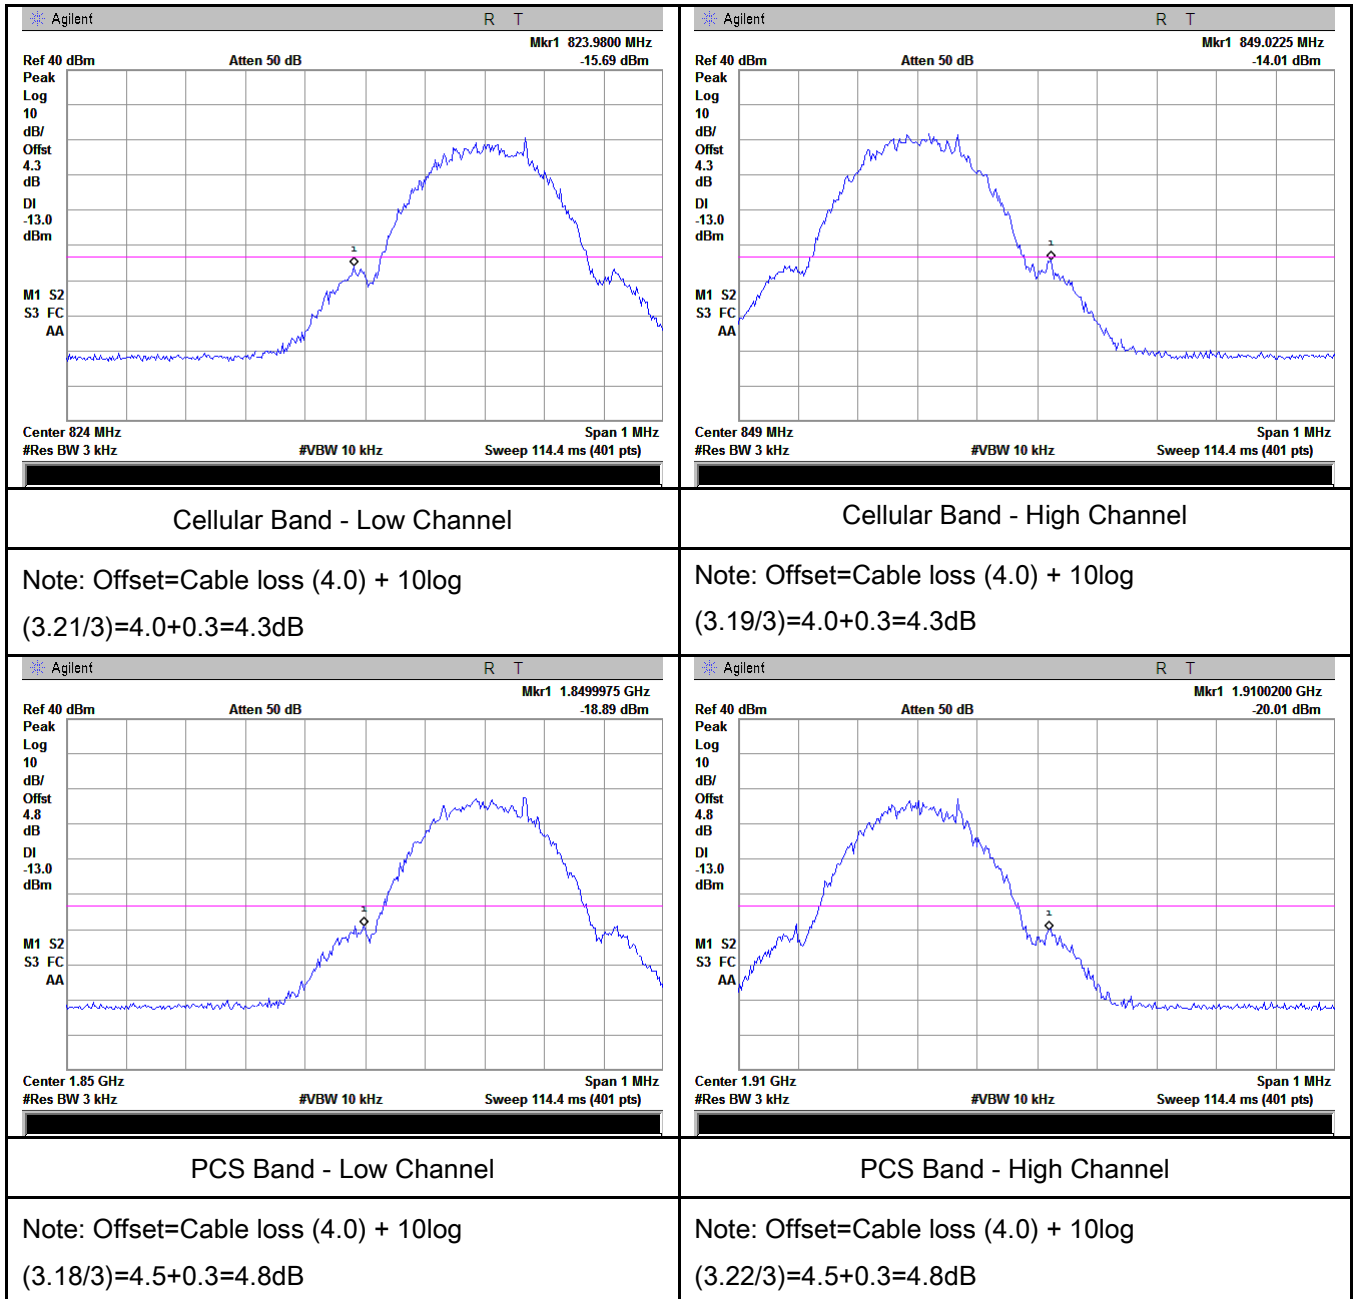 Agilent R T
Mkr1 823.9800 MHz
Ref 40 dBm Atten 50 dB -15.69 dBm
Peak
Log
10
dB/
Offst
4.3
dB
DI
-13.0
dBm
1
M1 S2
S3 FC
AA
Center 824 MHz Span 1 MHz
#Res BW 3 kHz #VBW 10 kHz Sweep 114.4 ms (401 pts)
Agilent R T
Mkr1 849.0225 MHz
Ref 40 dBm Atten 50 dB -14.01 dBm
Peak
Log
10
dB/
Offst
4.3
dB
DI
-13.0
dBm
1
M1 S2
S3 FC
AA
Center 849 MHz Span 1 MHz
#Res BW 3 kHz #VBW 10 kHz Sweep 114.4 ms (401 pts)
Cellular Band - Low Channel
Cellular Band - High Channel
Note: Offset=Cable loss (4.0) + 10log
(3.21/3)=4.0+0.3=4.3dB
Note: Offset=Cable loss (4.0) + 10log
(3.19/3)=4.0+0.3=4.3dB
Agilent R T
Mkr1 1.8499975 GHz
Ref 40 dBm Atten 50 dB -18.89 dBm
Peak
Log
10
dB/
Offst
4.8
dB
DI
-13.0
dBm
1
M1 S2
S3 FC
AA
Center 1.85 GHz Span 1 MHz
#Res BW 3 kHz #VBW 10 kHz Sweep 114.4 ms (401 pts)
Agilent R T
Mkr1 1.9100200 GHz
Ref 40 dBm Atten 50 dB -20.01 dBm
Peak
Log
10
dB/
Offst
4.8
dB
DI
-13.0
dBm
1
M1 S2
S3 FC
AA
Center 1.91 GHz Span 1 MHz
#Res BW 3 kHz #VBW 10 kHz Sweep 114.4 ms (401 pts)
PCS Band - Low Channel
PCS Band - High Channel
Note: Offset=Cable loss (4.0) + 10log
(3.18/3)=4.5+0.3=4.8dB
Note: Offset=Cable loss (4.0) + 10log
(3.22/3)=4.5+0.3=4.8dB